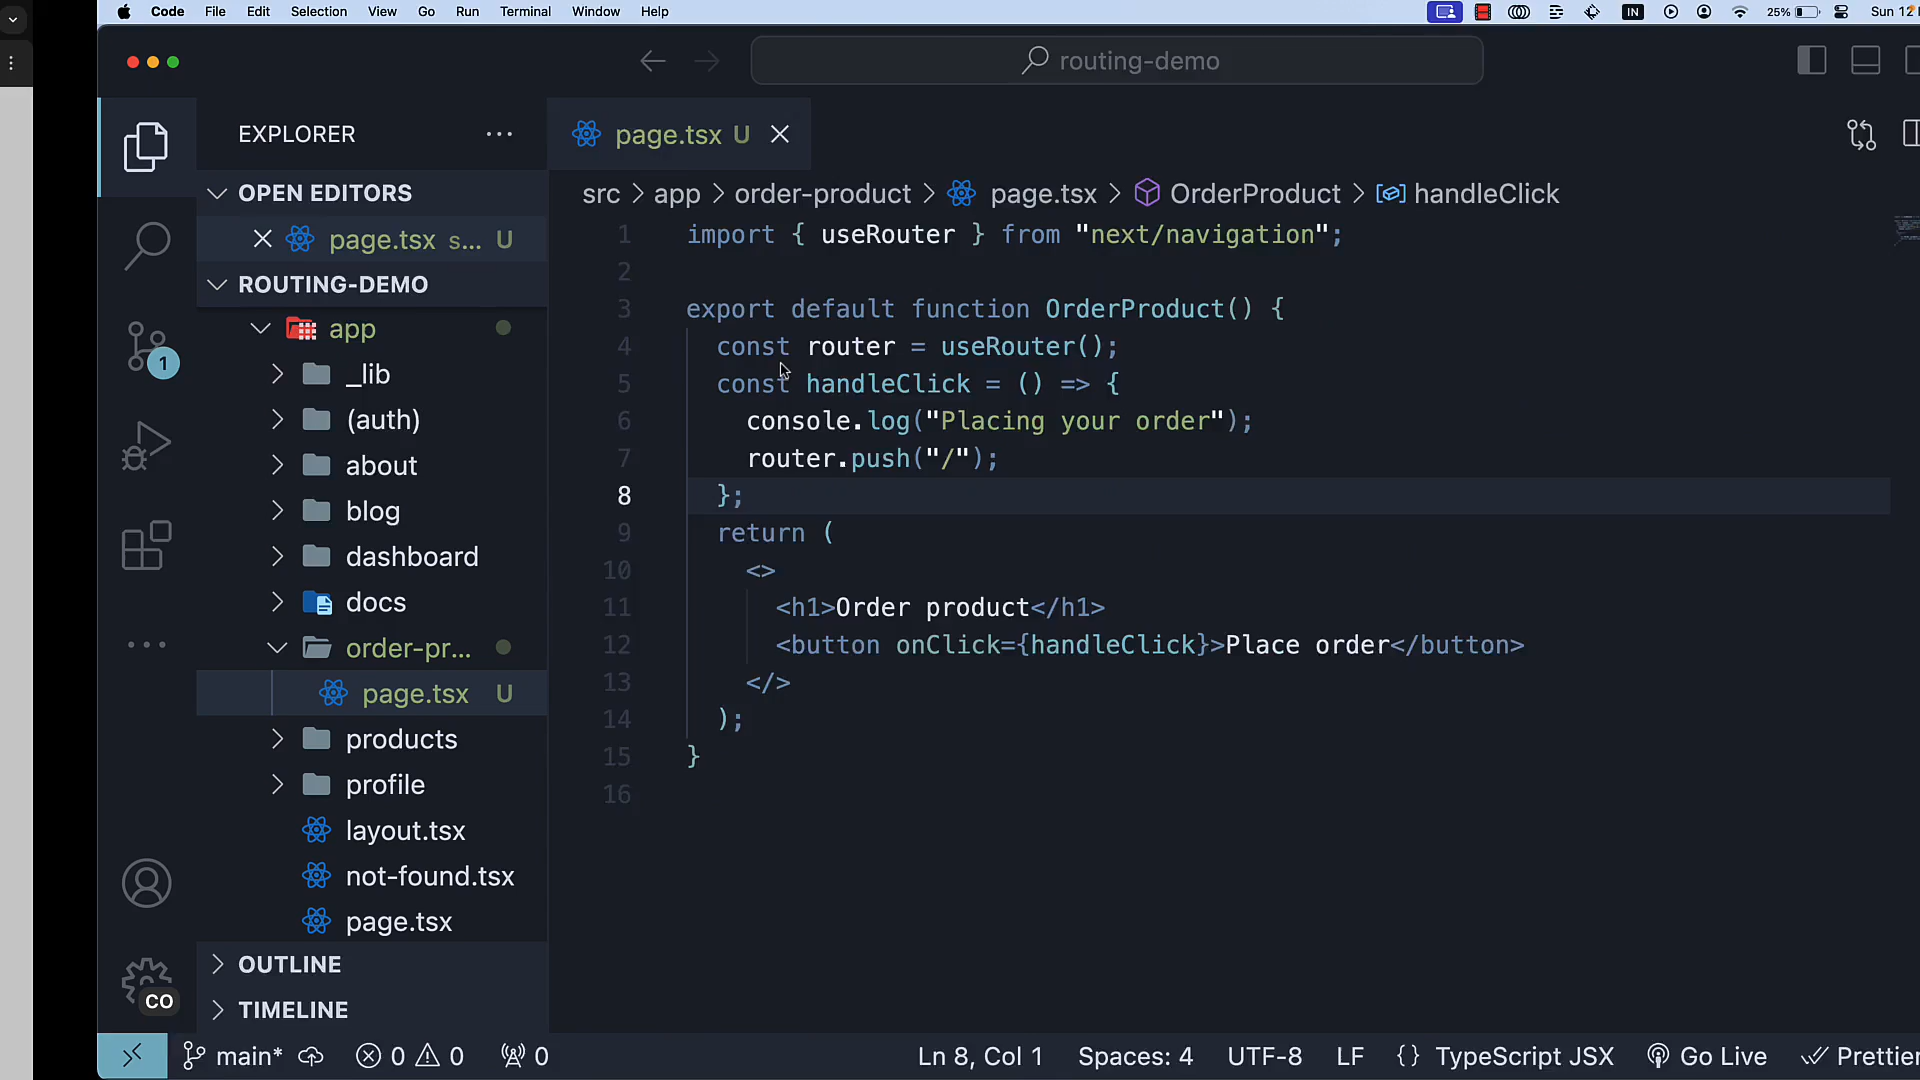 Code File Edit Selection View Go Run Terminal Window Help IN 25% Sun 12
routing-demo
EXPLORER
OPEN EDITORS
page.tsx s... U
ROUTING-DEMO
app
_lib
(auth)
about
blog
dashboard
docs
order-pr...
page.tsx U
products
profile
layout.tsx
not-found.tsx
page.tsx
OUTLINE
TIMELINE
1
CO
page.tsx U
src > app > order-product > page.tsx > OrderProduct > handleClick
1 import { useRouter } from "next/navigation";
2
3 export default function OrderProduct() {
4 const router = useRouter();
5 const handleClick = () => {
6 console.log("Placing your order");
7 router.push("/");
8 };
9 return (
10 <>
11 <h1>Order product</h1>
12 <button onClick={handleClick}>Place order</button>
13 </>
14 );
15 }
16
main* 0 0 0 Ln 8, Col 1 Spaces: 4 UTF-8 LF {} TypeScript JSX Go Live Prettier